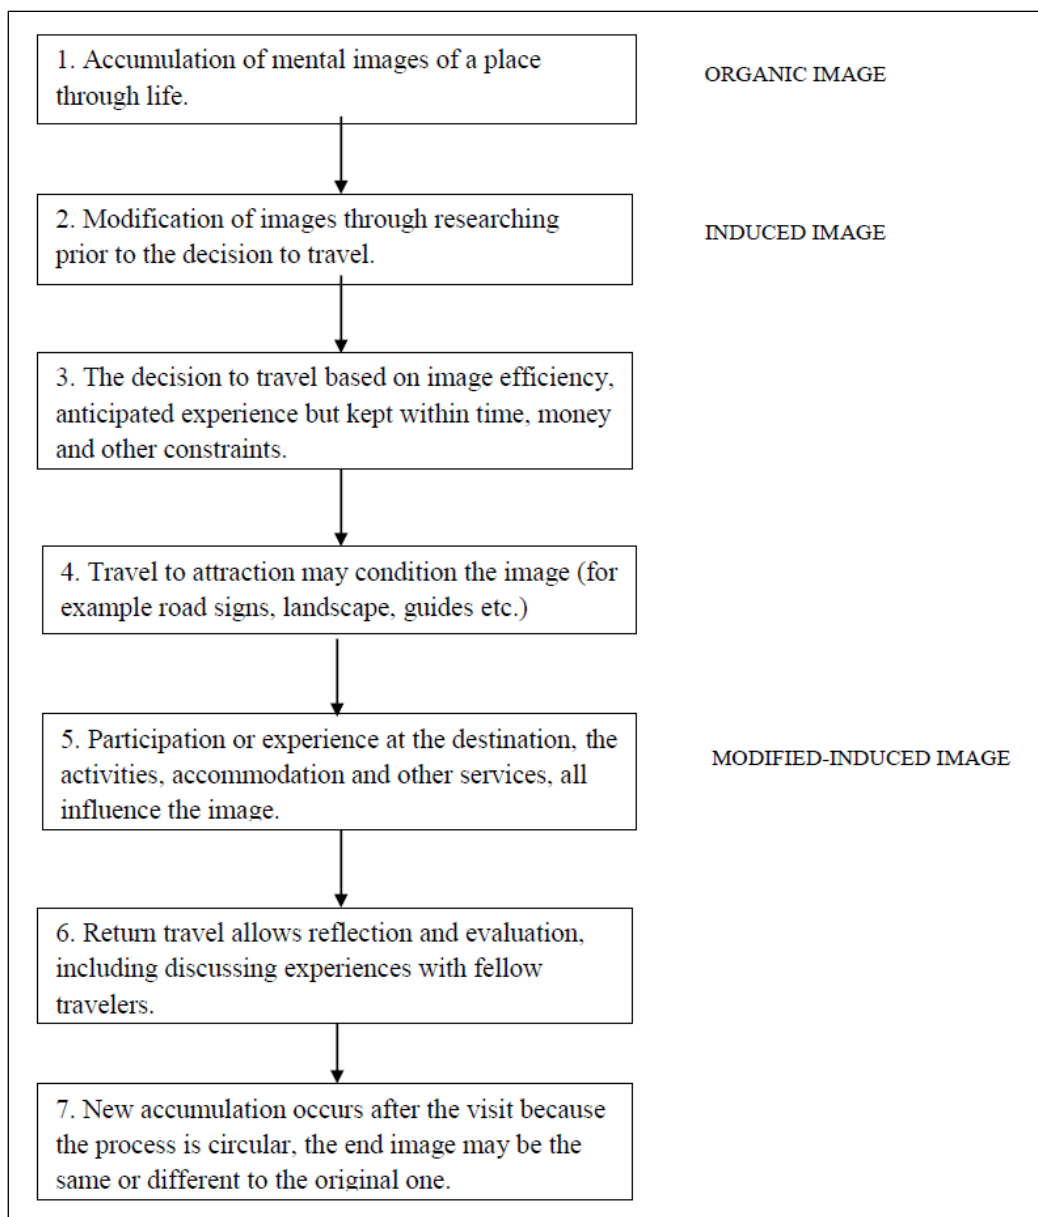 1. Accumulation of mental images of a place
through life.
ORGANIC IMAGE
2. Modification of images through researching
prior to the decision to travel.
INDUCED IMAGE
3. The decision to travel based on image efficiency,
anticipated experience but kept within time, money
and other constraints.
4. Travel to attraction may condition the image (for
example road signs, landscape, guides etc.)
5. Participation or experience at the destination, the
activities, accommodation and other services, all
influence the image.
MODIFIED-INDUCED IMAGE
6. Return travel allows reflection and evaluation,
including discussing experiences with fellow
travelers.
7. New accumulation occurs after the visit because
the process is circular, the end image may be the
same or different to the original one.